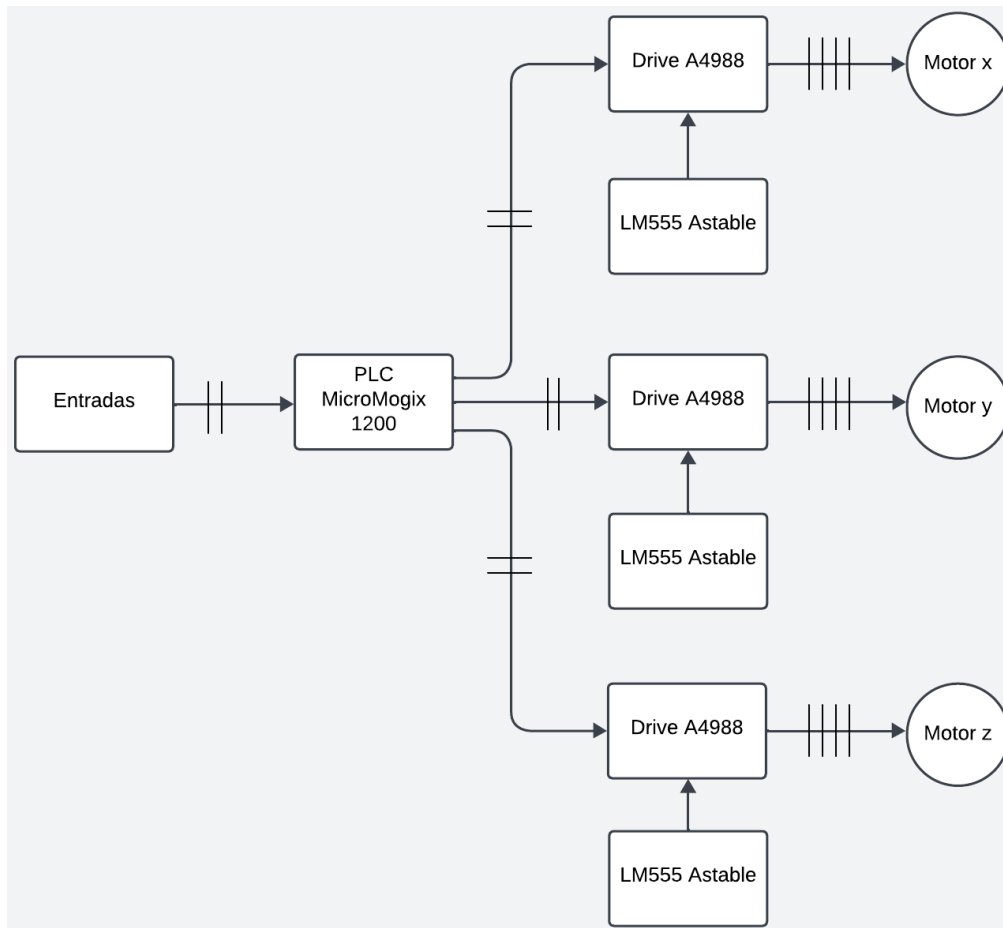 Drive A4988
Motor x
LM555 Astable
Entradas
PLC
MicroMogix
1200
Drive A4988
Motor y
LM555 Astable
Drive A4988
Motor z
LM555 Astable